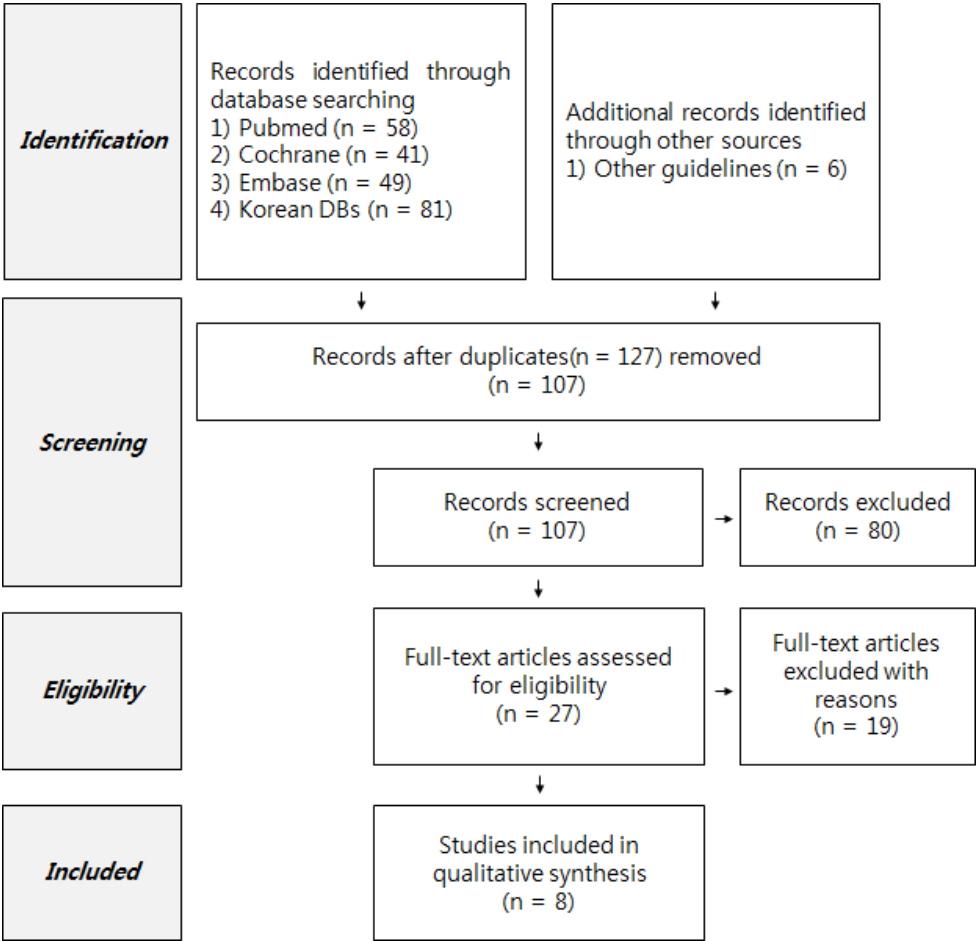 Identification
Records identified through
database searching
1) Pubmed (n = 58)
2) Cochrane (n = 41)
3) Embase (n = 49)
4) Korean DBs (n = 81)
Additional records identified
through other sources
1) Other guidelines (n = 6)
Screening
Records after duplicates(n = 127) removed
(n = 107)
Records screened
(n = 107)
Records excluded
(n = 80)
Eligibility
Full-text articles assessed
for eligibility
(n = 27)
Full-text articles
excluded with
reasons
(n = 19)
Included
Studies included in
qualitative synthesis
(n = 8)